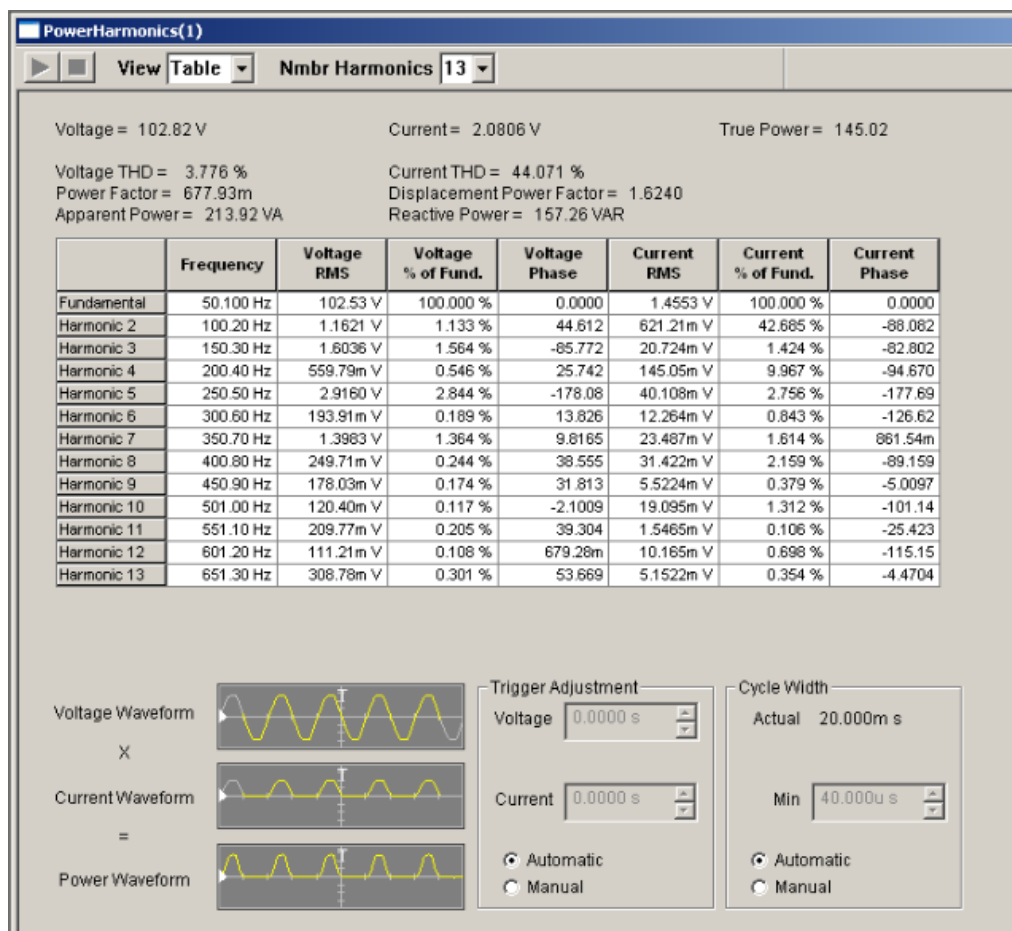 PowerHarmonics(1)
View Table Nmbr Harmonics 13
Voltage = 102.82 V Current = 2.0806 V True Power = 145.02
Voltage THD = 3.776 % Current THD = 44.071 %
Power Factor = 677.93m Displacement Power Factor = 1.6240
Apparent Power = 213.92 VA Reactive Power = 157.26 VAR
Frequency Voltage RMS Voltage % of Fund. Voltage Phase Current RMS Current % of Fund. Current Phase
Fundamental 50.100 Hz 102.53 V 100.000 % 0.0000 1.4553 V 100.000 % 0.0000
Harmonic 2 100.20 Hz 1.1621 V 1.133 % 44.612 621.21m V 42.685 % -88.082
Harmonic 3 150.30 Hz 1.6036 V 1.564 % -85.772 20.724m V 1.424 % -82.802
Harmonic 4 200.40 Hz 559.79m V 0.546 % 25.742 145.05m V 9.967 % -94.670
Harmonic 5 250.50 Hz 2.9160 V 2.844 % -178.08 40.108m V 2.756 % -177.69
Harmonic 6 300.60 Hz 193.91m V 0.189 % 13.826 12.264m V 0.843 % -126.62
Harmonic 7 350.70 Hz 1.3983 V 1.364 % 9.8165 23.487m V 1.614 % 861.54m
Harmonic 8 400.80 Hz 249.71m V 0.244 % 38.555 31.422m V 2.159 % -89.159
Harmonic 9 450.90 Hz 178.03m V 0.174 % 31.813 5.5224m V 0.379 % -5.0097
Harmonic 10 501.00 Hz 120.40m V 0.117 % -2.1009 19.095m V 1.312 % -101.14
Harmonic 11 551.10 Hz 209.77m V 0.205 % 39.304 1.5465m V 0.106 % -25.423
Harmonic 12 601.20 Hz 111.21m V 0.108 % 679.28m 10.165m V 0.698 % -115.15
Harmonic 13 651.30 Hz 308.78m V 0.301 % 53.669 5.1522m V 0.354 % -4.4704
Voltage Waveform
X
Current Waveform
=
Power Waveform
T
T
T
Trigger Adjustment
Voltage 0.0000 s
Current 0.0000 s
Automatic
Manual
Cycle Width
Actual 20.000m s
Min 40.000u s
Automatic
Manual